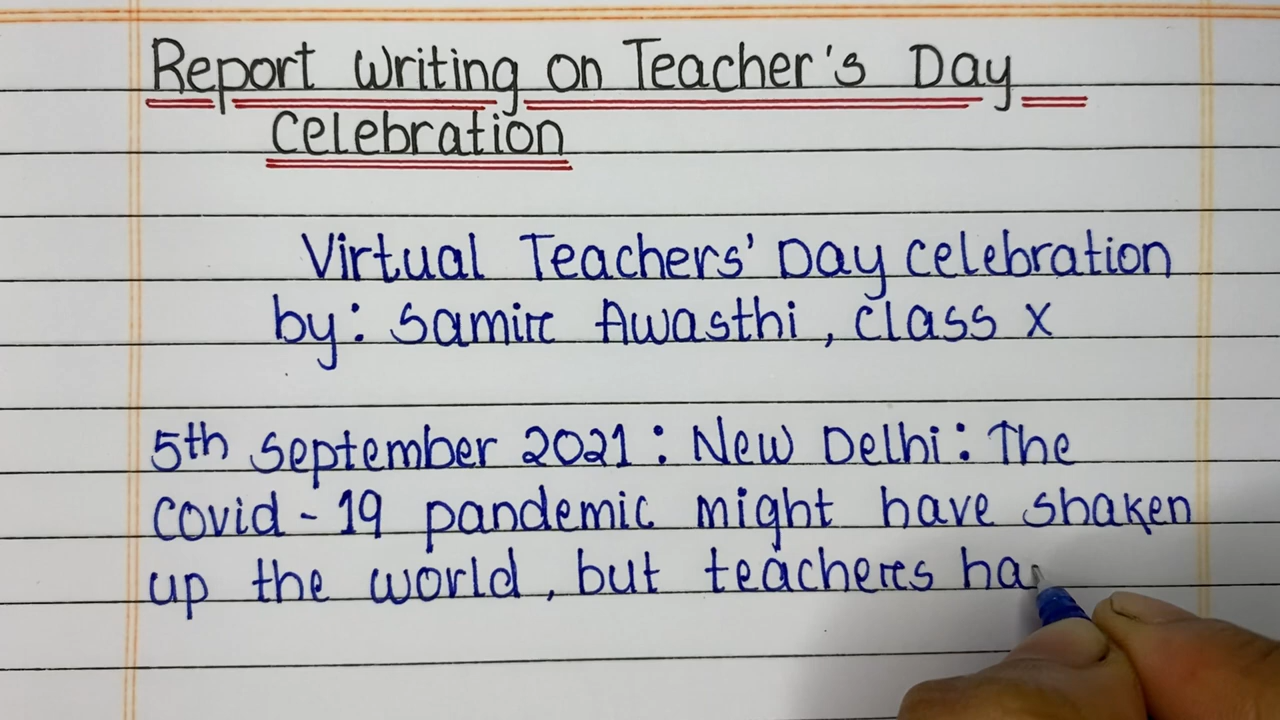 Report Writing on Teacher's Day
Celebration
Virtual Teachers' Day Celebration
by: Samir Awasthi, Class X
5th September 2021: New Delhi: The
Covid-19 pandemic might have shaken
up the world, but teachers ha